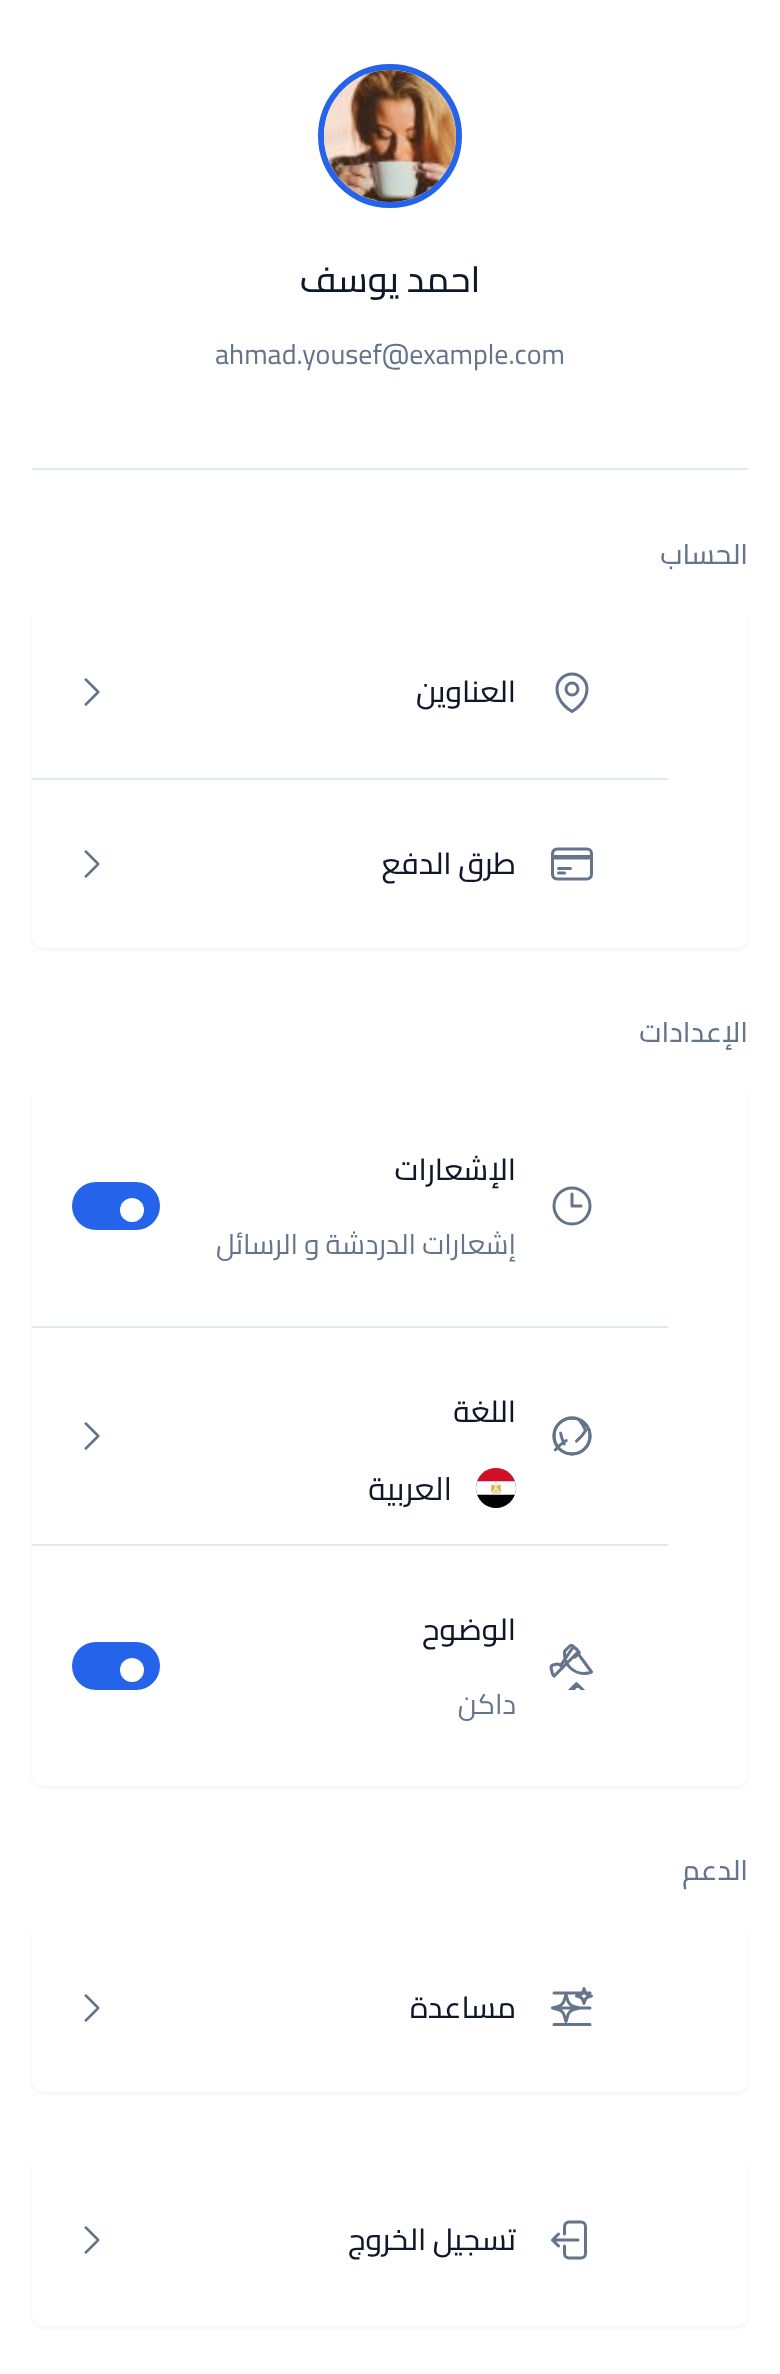 احمد يوسف
ahmad.yousef@example.com
الحساب
العناوين
طرق الدفع
الإعدادات
الإشعارات
إشعارات الدردشة و الرسائل
اللغة
العربية
الوضوح
داكن
الدعم
مساعدة
تسجيل الخروج